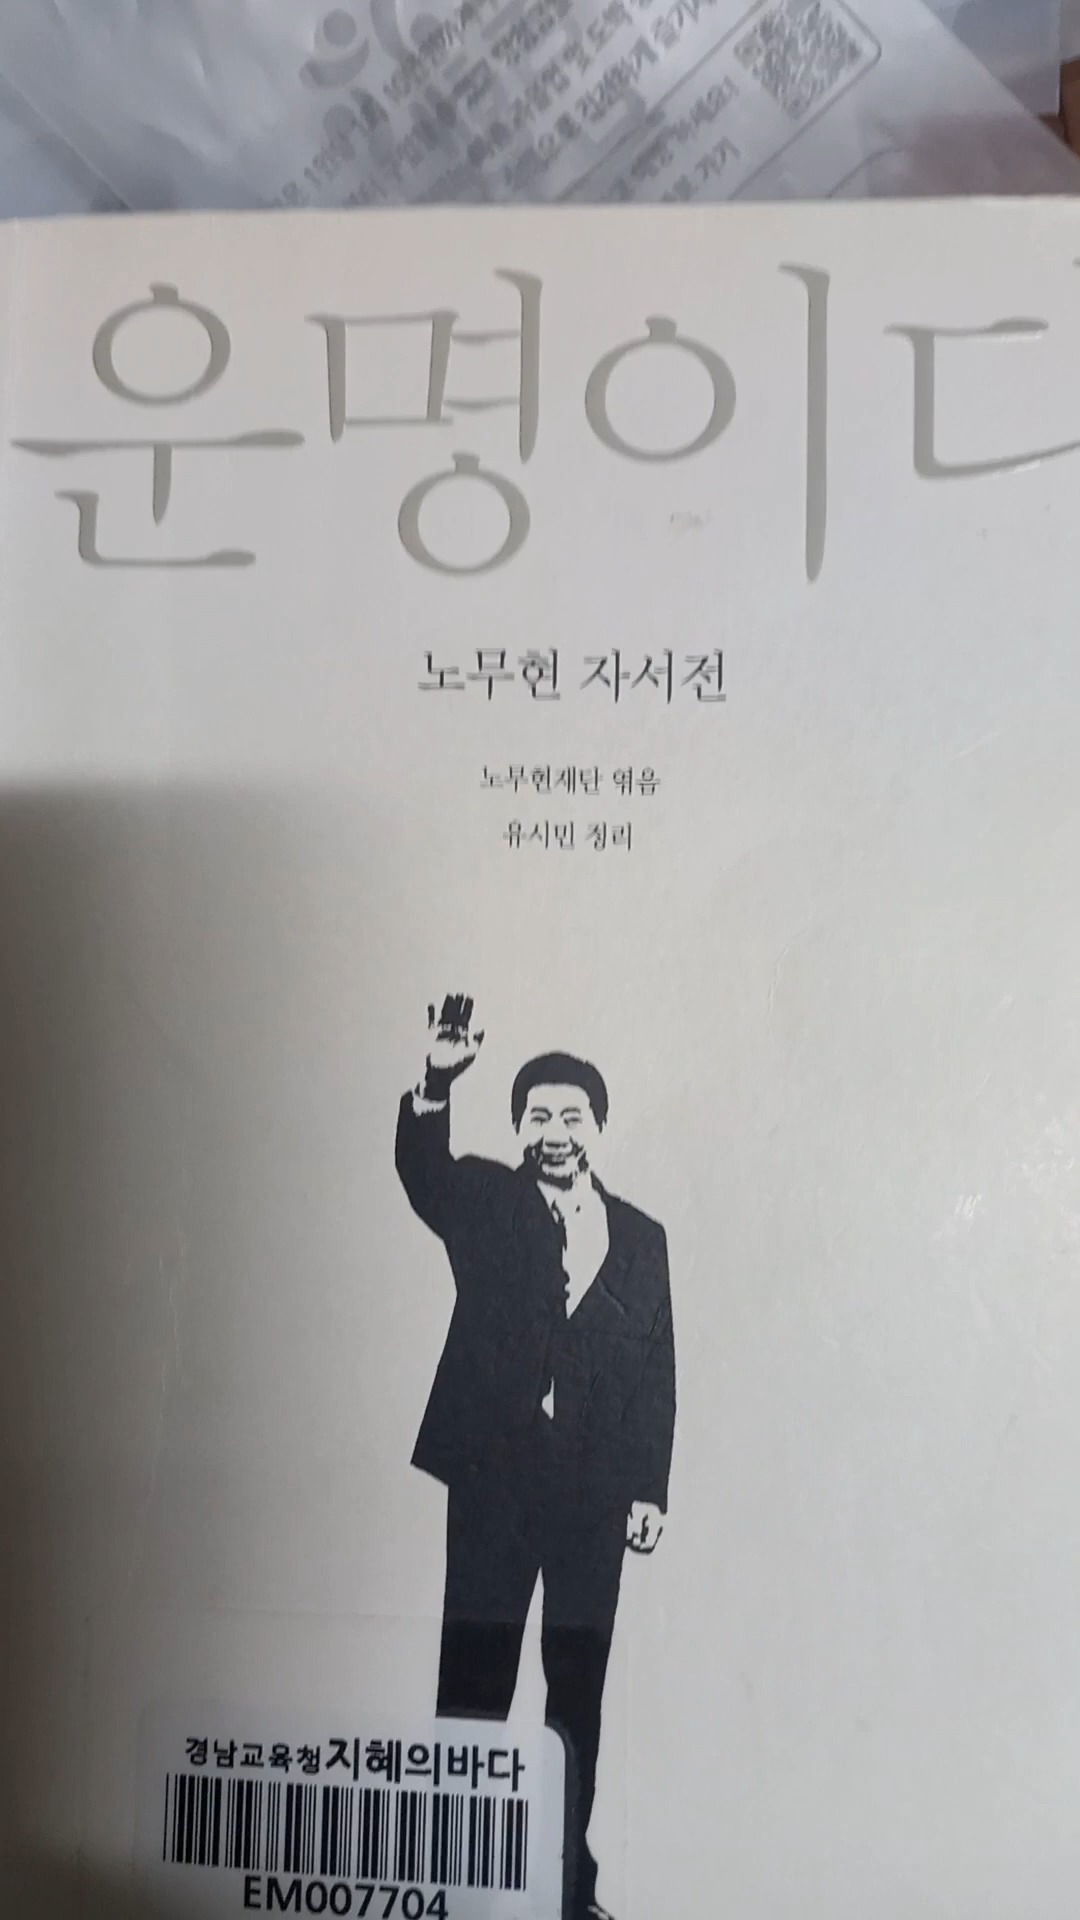 운명이다
노무현 자서전
노무현재단 엮음
유시민 정리
경남교육청지혜의바다
EM007704